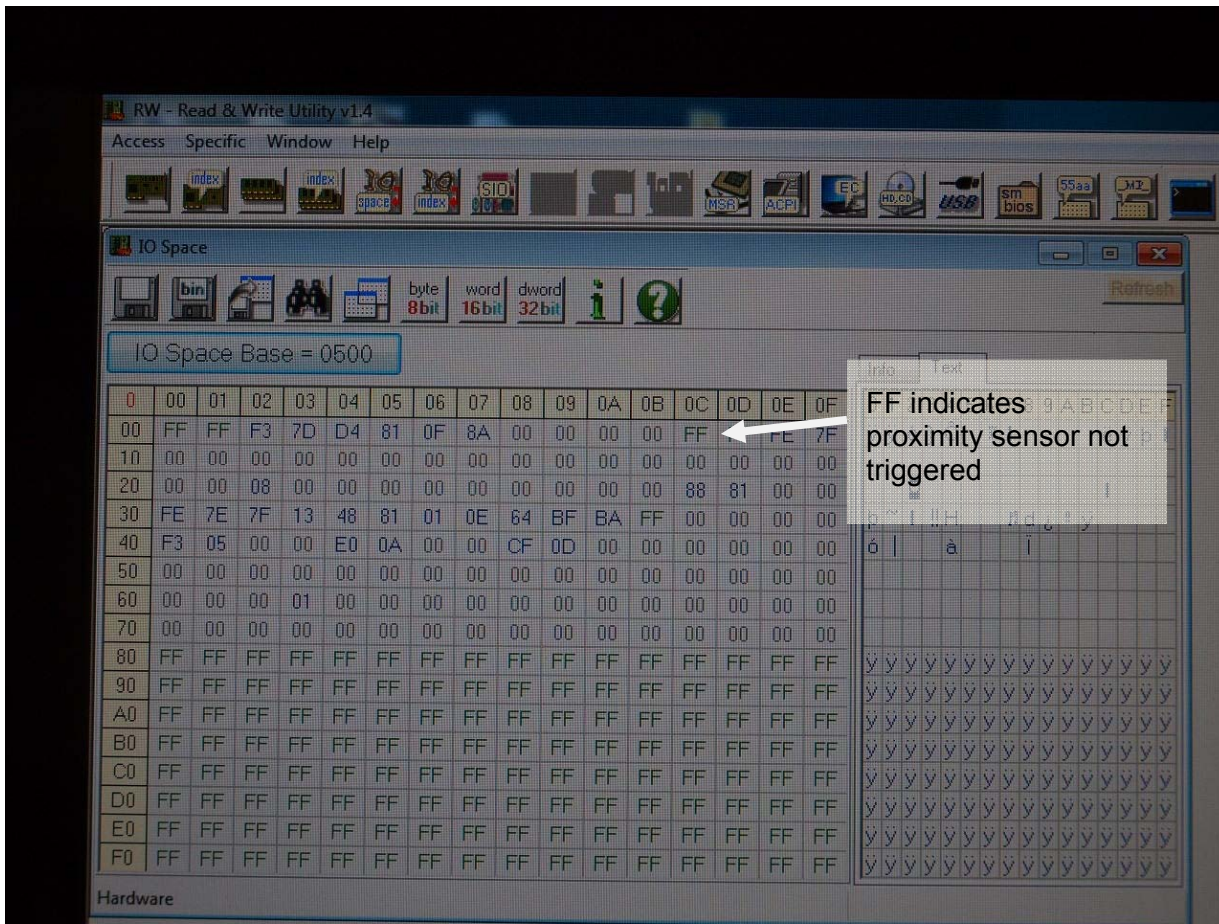 RW - Read & Write Utility v1.4
Access Specific Window Help
index index space index SIO MSR ACPI EC HD,CD USB sm bios 55aa
IO Space
bin byte 8bit word 16bit dword 32bit i ?
Refresh
IO Space Base = 0500
Info Text
0 00 01 02 03 04 05 06 07 08 09 0A 0B 0C 0D 0E 0F 8 9 A B C D E F
00 FF FF F3 7D D4 81 0F 8A 00 00 00 00 FF FE 7F
10 00 00 00 00 00 00 00 00 00 00 00 00 00 00 00 00
20 00 00 08 00 00 00 00 00 00 00 00 00 88 81 00 00
30 FE 7E 7F 13 48 81 01 0E 64 BF BA FF 00 00 00 00
40 F3 05 00 00 E0 0A 00 00 CF 0D 00 00 00 00 00 00 ó à Ï
50 00 00 00 00 00 00 00 00 00 00 00 00 00 00 00 00
60 00 00 00 01 00 00 00 00 00 00 00 00 00 00 00 00
70 00 00 00 00 00 00 00 00 00 00 00 00 00 00 00 00
80 FF FF FF FF FF FF FF FF FF FF FF FF FF FF FF FF ÿ ÿ ÿ ÿ ÿ ÿ ÿ ÿ ÿ ÿ ÿ ÿ ÿ ÿ ÿ ÿ
90 FF FF FF FF FF FF FF FF FF FF FF FF FF FF FF FF ÿ ÿ ÿ ÿ ÿ ÿ ÿ ÿ ÿ ÿ ÿ ÿ ÿ ÿ ÿ ÿ
A0 FF FF FF FF FF FF FF FF FF FF FF FF FF FF FF FF ÿ ÿ ÿ ÿ ÿ ÿ ÿ ÿ ÿ ÿ ÿ ÿ ÿ ÿ ÿ ÿ
B0 FF FF FF FF FF FF FF FF FF FF FF FF FF FF FF FF ÿ ÿ ÿ ÿ ÿ ÿ ÿ ÿ ÿ ÿ ÿ ÿ ÿ ÿ ÿ ÿ
C0 FF FF FF FF FF FF FF FF FF FF FF FF FF FF FF FF ÿ ÿ ÿ ÿ ÿ ÿ ÿ ÿ ÿ ÿ ÿ ÿ ÿ ÿ ÿ ÿ
D0 FF FF FF FF FF FF FF FF FF FF FF FF FF FF FF FF ÿ ÿ ÿ ÿ ÿ ÿ ÿ ÿ ÿ ÿ ÿ ÿ ÿ ÿ ÿ ÿ
E0 FF FF FF FF FF FF FF FF FF FF FF FF FF FF FF FF ÿ ÿ ÿ ÿ ÿ ÿ ÿ ÿ ÿ ÿ ÿ ÿ ÿ ÿ ÿ ÿ
F0 FF FF FF FF FF FF FF FF FF FF FF FF FF FF FF FF ÿ ÿ ÿ ÿ ÿ ÿ ÿ ÿ ÿ ÿ ÿ ÿ ÿ ÿ ÿ ÿ
FF indicates
proximity sensor not
triggered
Hardware